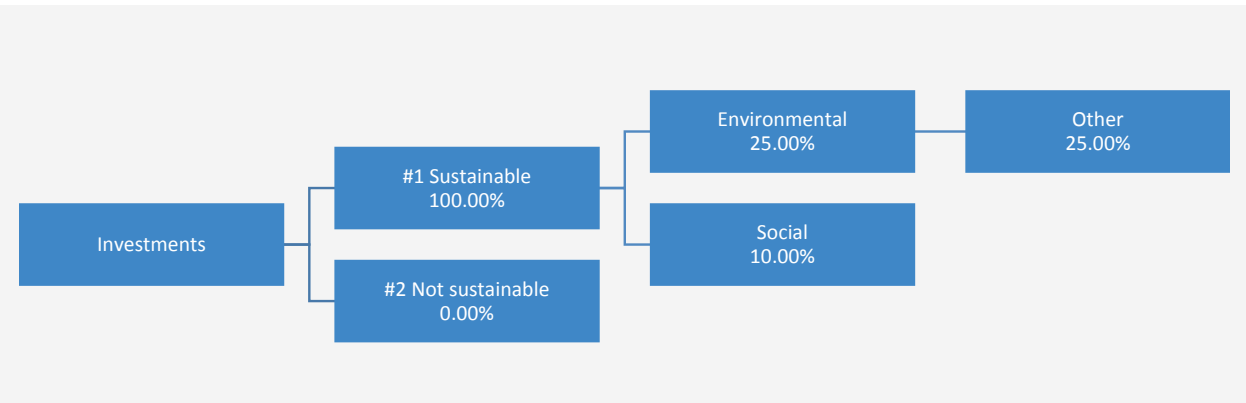 Investments
#1 Sustainable
100.00%
#2 Not sustainable
0.00%
Environmental
25.00%
Social
10.00%
Other
25.00%